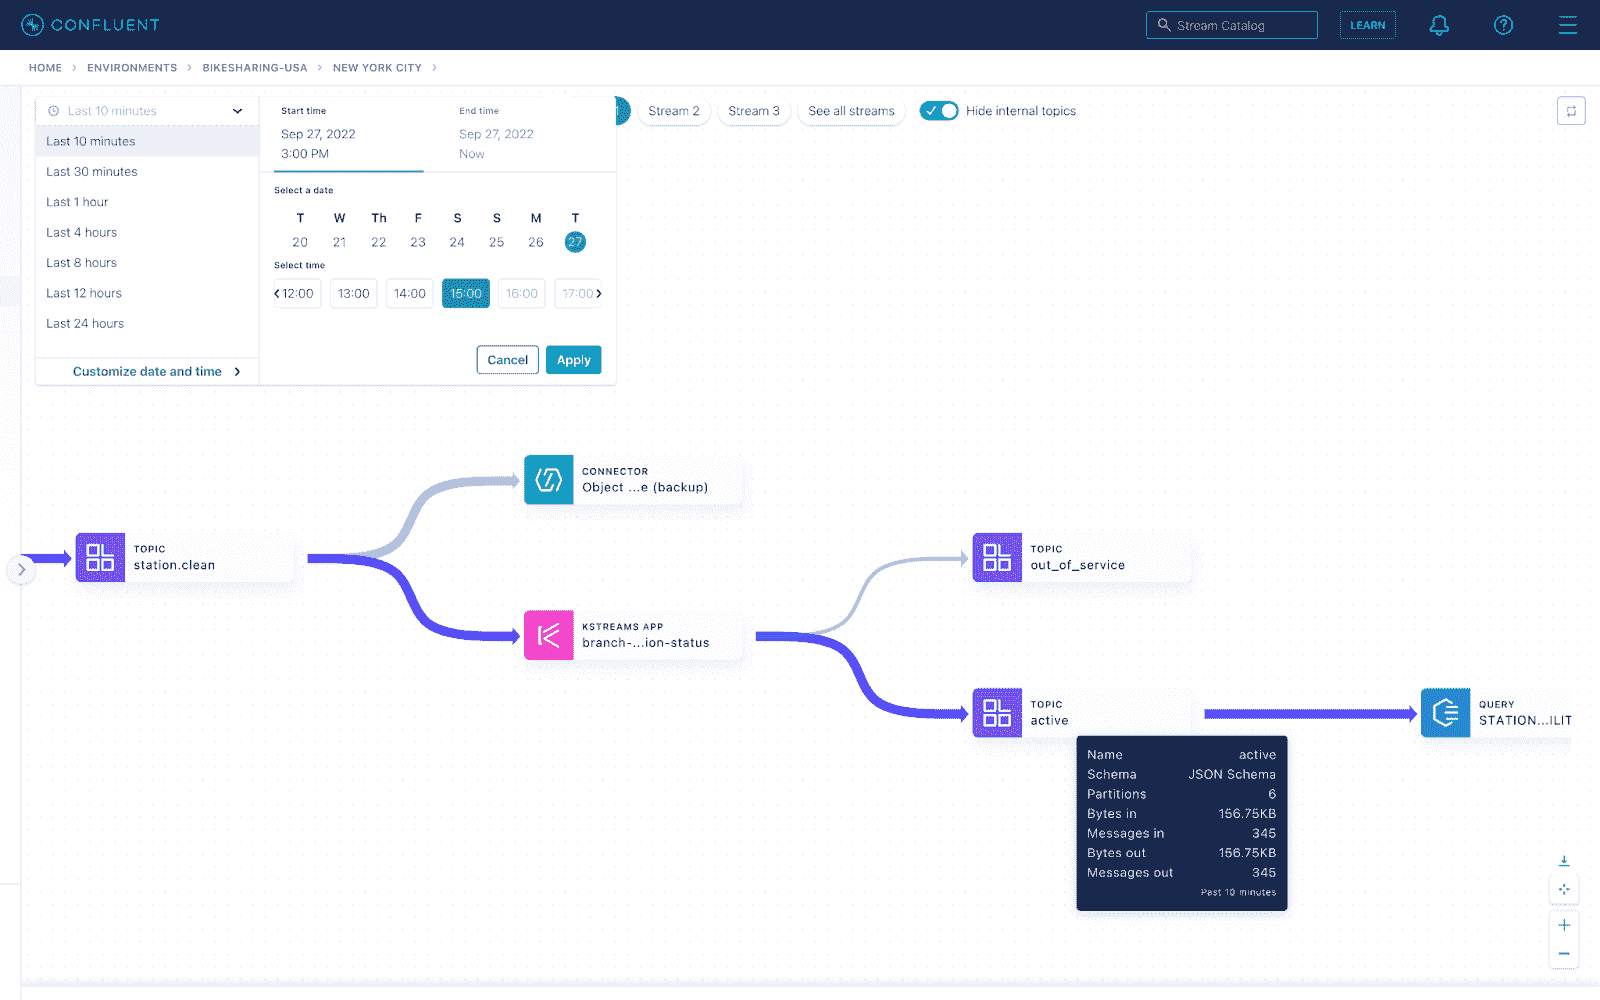 CONFLUENT
Stream Catalog
LEARN
HOME > ENVIRONMENTS > BIKESHARING-USA > NEW YORK CITY >
Last 10 minutes
Last 10 minutes
Last 30 minutes
Last 1 hour
Last 4 hours
Last 8 hours
Last 12 hours
Last 24 hours
Customize date and time
Start time
Sep 27, 2022
3:00 PM
End time
Sep 27, 2022
Now
Select a date
T W Th F S S M T
20 21 22 23 24 25 26 27
Select time
12:00 13:00 14:00 15:00 16:00 17:00
Cancel Apply
Stream 2
Stream 3
See all streams
Hide internal topics
CONNECTOR
Object ...e (backup)
TOPIC
station.clean
TOPIC
out_of_service
KSTREAMS APP
branch-...ion-status
TOPIC
active
QUERY
STATION...ILIT
Name active
Schema JSON Schema
Partitions 6
Bytes in 156.75KB
Messages in 345
Bytes out 156.75KB
Messages out 345
Past 10 minutes